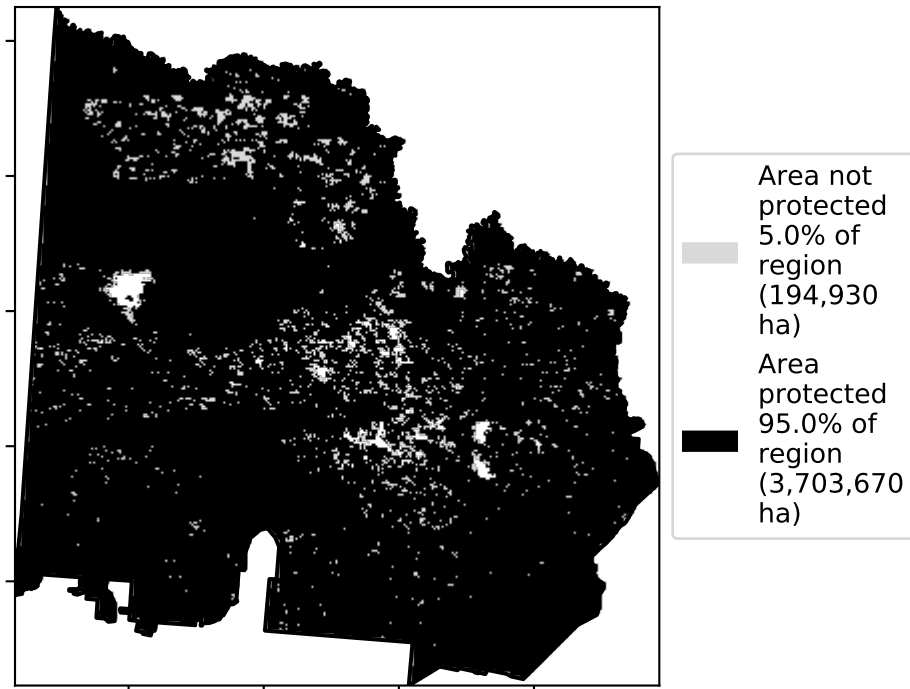 Area not
protected
5.0% of
region
(194,930
ha)
Area
protected
95.0% of
region
(3,703,670
ha)